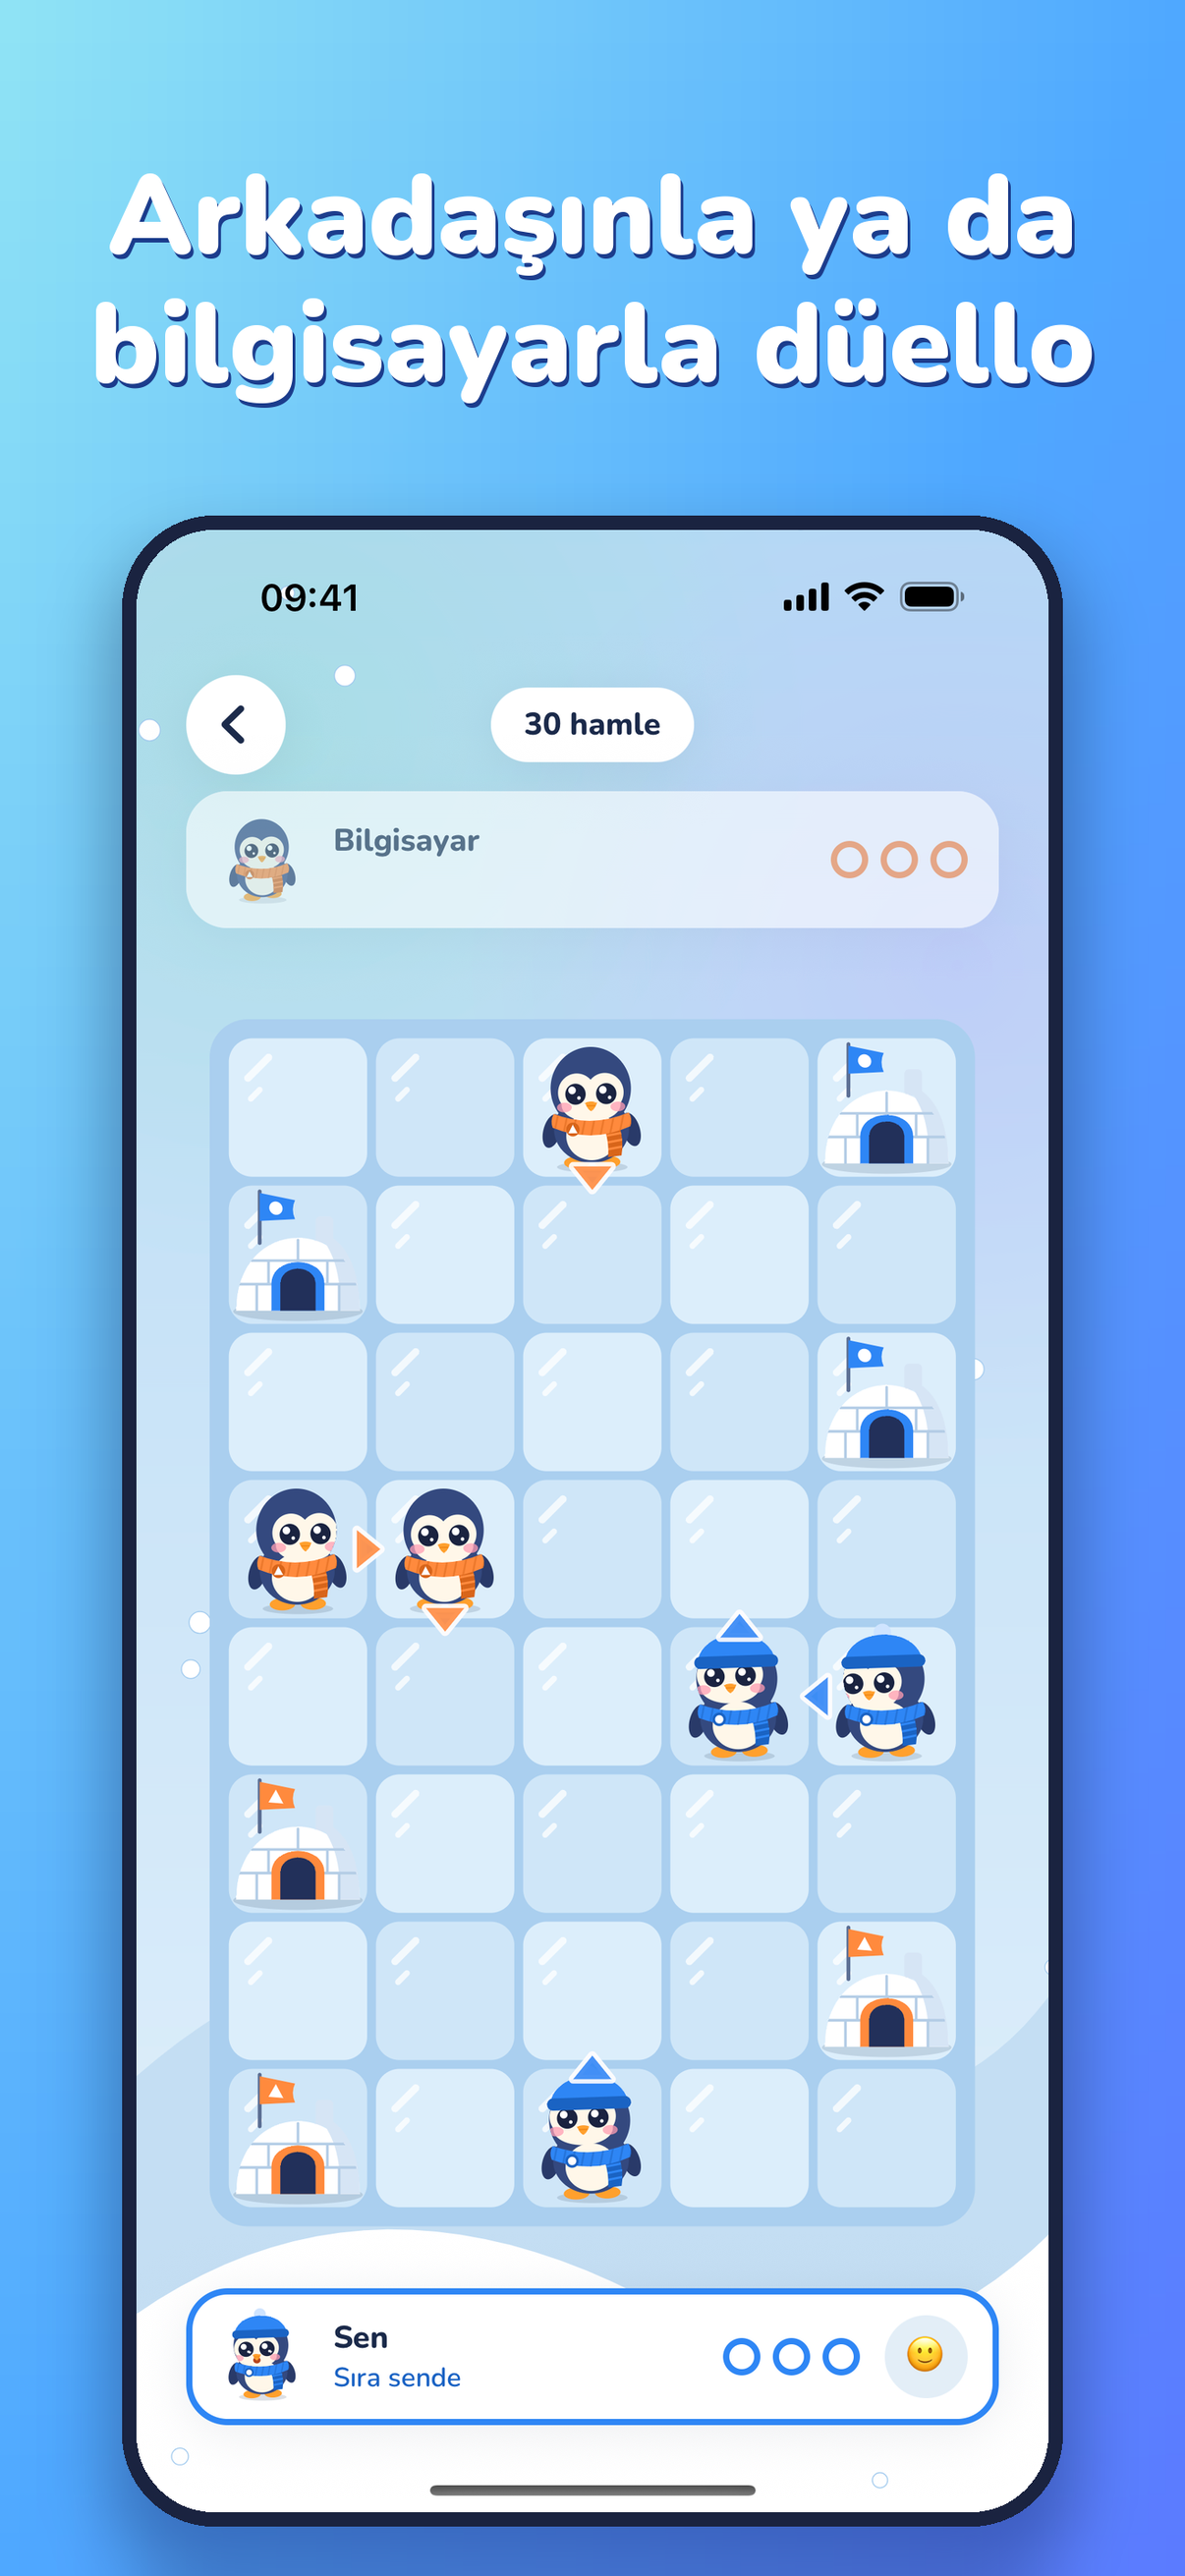 Arkadaşınla ya da
bilgisayarla düello
09:41
30 hamle
Bilgisayar
Sen
Sıra sende